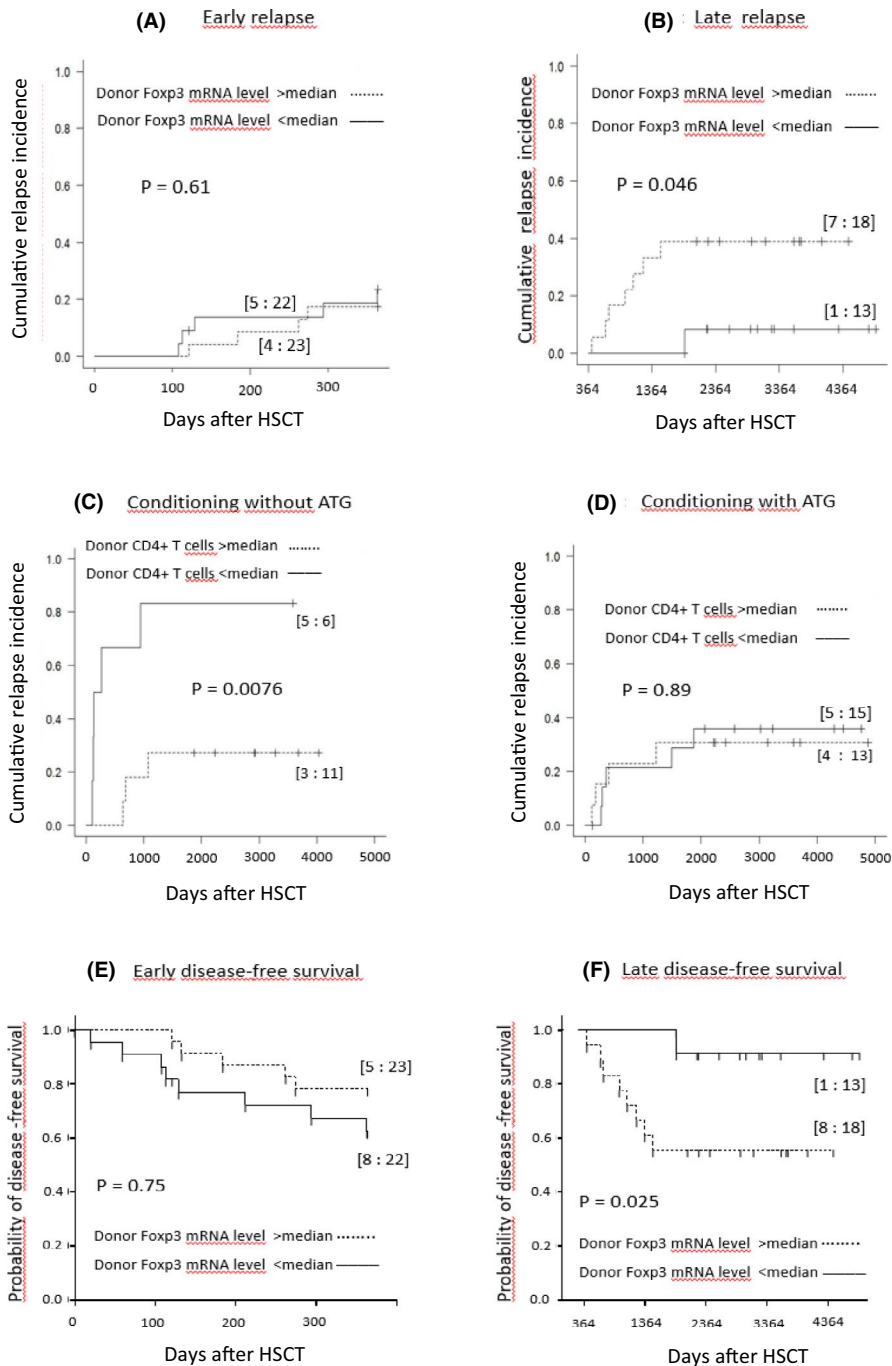 (A) Early relapse
Cumulative relapse incidence
1.0
0.8
0.6
0.4
0.2
0.0
Donor Foxp3 mRNA level >median
Donor Foxp3 mRNA level <median
P = 0.61
[5 : 22]
[4 : 23]
0 100 200 300
Days after HSCT
(B) : Late relapse
Cumulative relapse incidence
1.0
0.8
0.6
0.4
0.2
0.0
Donor Foxp3 mRNA level >median
Donor Foxp3 mRNA level <median
P = 0.046
[7 : 18]
[1 : 13]
364 1364 2364 3364 4364
Days after HSCT
(C) Conditioning without ATG
Cumulative relapse incidence
Donor CD4+ T cells >median
Donor CD4+ T cells <median
1.0
0.8
0.6
0.4
0.2
0.0
[5 : 6]
P = 0.0076
[3 : 11]
0 1000 2000 3000 4000 5000
Days after HSCT
(D) : Conditioning with ATG
Cumulative relapse incidence
1.0
0.8
0.6
0.4
0.2
0.0
Donor CD4+ T cells >median
Donor CD4+ T cells <median
P = 0.89
[5 : 15]
[4 : 13]
0 1000 2000 3000 4000 5000
Days after HSCT
(E) Early disease-free survival
Probability of disease -free survival
1.0
0.8
0.6
0.4
0.2
0.0
[5 : 23]
[8 : 22]
P = 0.75
Donor Foxp3 mRNA level >median
Donor Foxp3 mRNA level <median
0 100 200 300
Days after HSCT
(F) Late disease-free survival
Probability of disease -free survival
1.0
0.8
0.6
0.4
0.2
0.0
[1 : 13]
[8 : 18]
P = 0.025
Donor Foxp3 mRNA level >median
Donor Foxp3 mRNA level <median
364 1364 2364 3364 4364
Days after HSCT